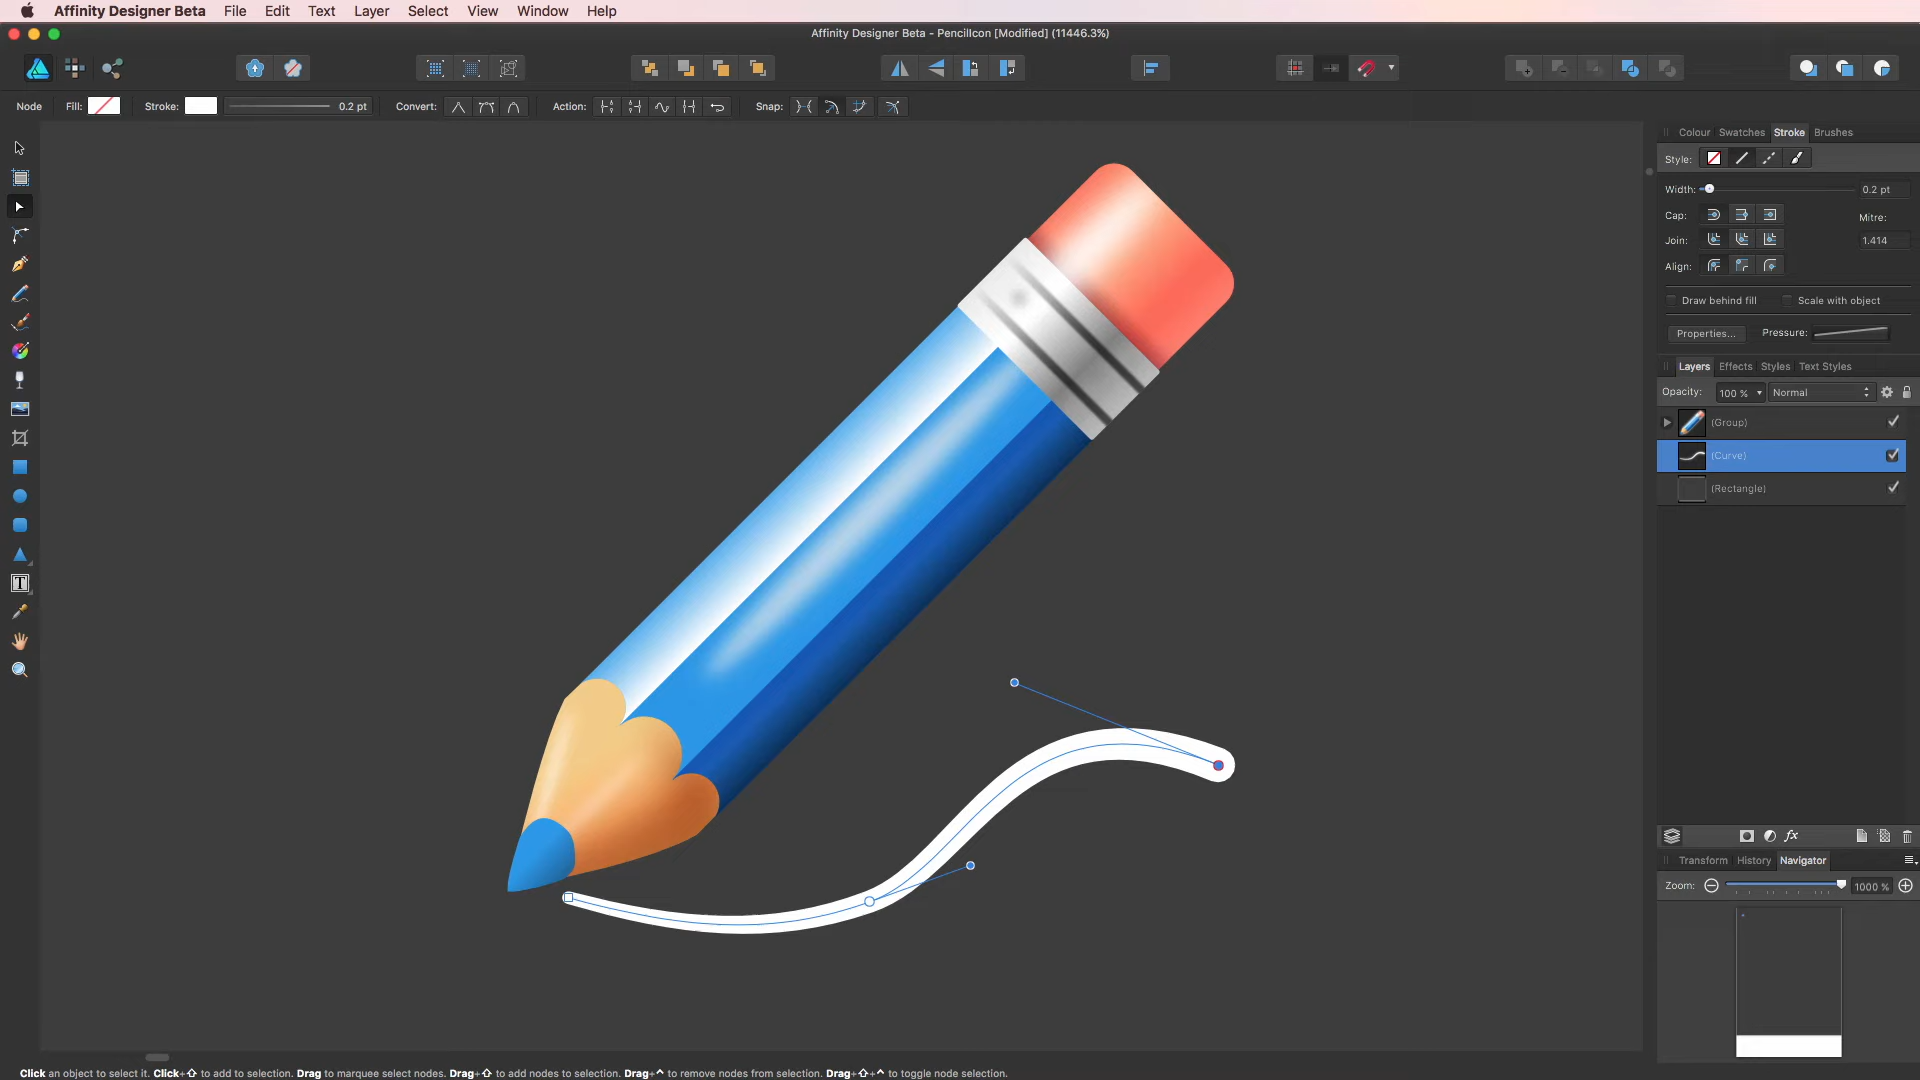 Affinity Designer Beta File Edit Text Layer Select View Window Help
Affinity Designer Beta - PencilIcon [Modified] (11446.3%)
Node Fill: Stroke: 0.2 pt Convert: Action: Snap:
Colour Swatches Stroke Brushes
Style:
Width: 0.2 pt
Cap: Mitre:
Join: 1.414
Align:
Draw behind fill Scale with object
Properties... Pressure:
Layers Effects Styles Text Styles
Opacity: 100 % Normal
(Group)
(Curve)
(Rectangle)
T
fx
Transform History Navigator
Zoom: 1000 %
Click an object to select it. Click+⇧ to add to selection. Drag to marquee select nodes. Drag+⇧ to add nodes to selection. Drag+⌃ to remove nodes from selection. Drag+⇧+⌃ to toggle node selection.